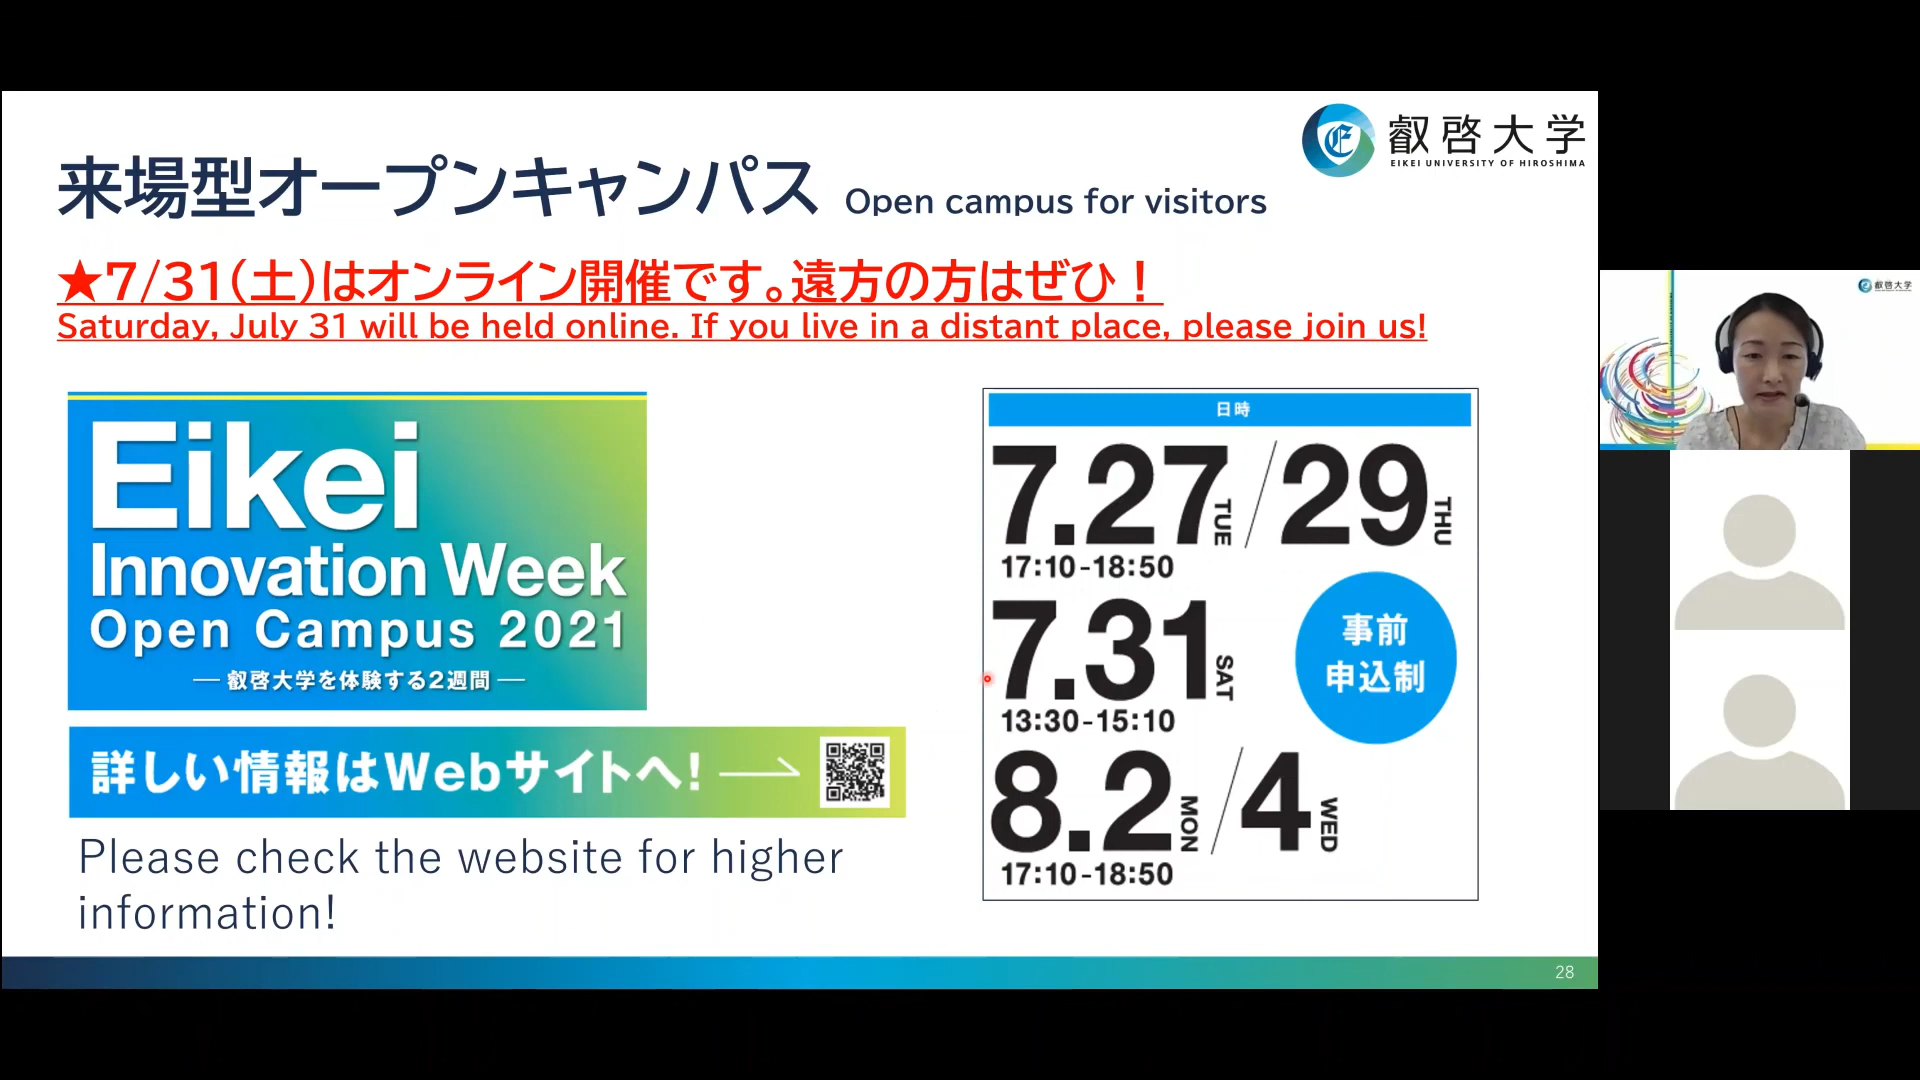 叡啓大学
EIKEI UNIVERSITY OF HIROSHIMA
来場型オープンキャンパス Open campus for visitors
★7/31(土)はオンライン開催です。遠方の方はぜひ！
Saturday, July 31 will be held online. If you live in a distant place, please join us!
Eikei
Innovation Week
Open Campus 2021
― 叡啓大学を体験する2週間 ―
詳しい情報はWebサイトへ!
Please check the website for higher
information!
日時
7.27 TUE / 29 THU
17:10-18:50
7.31 SAT
13:30-15:10
事前
申込制
8.2 MON / 4 WED
17:10-18:50
28
叡啓大学